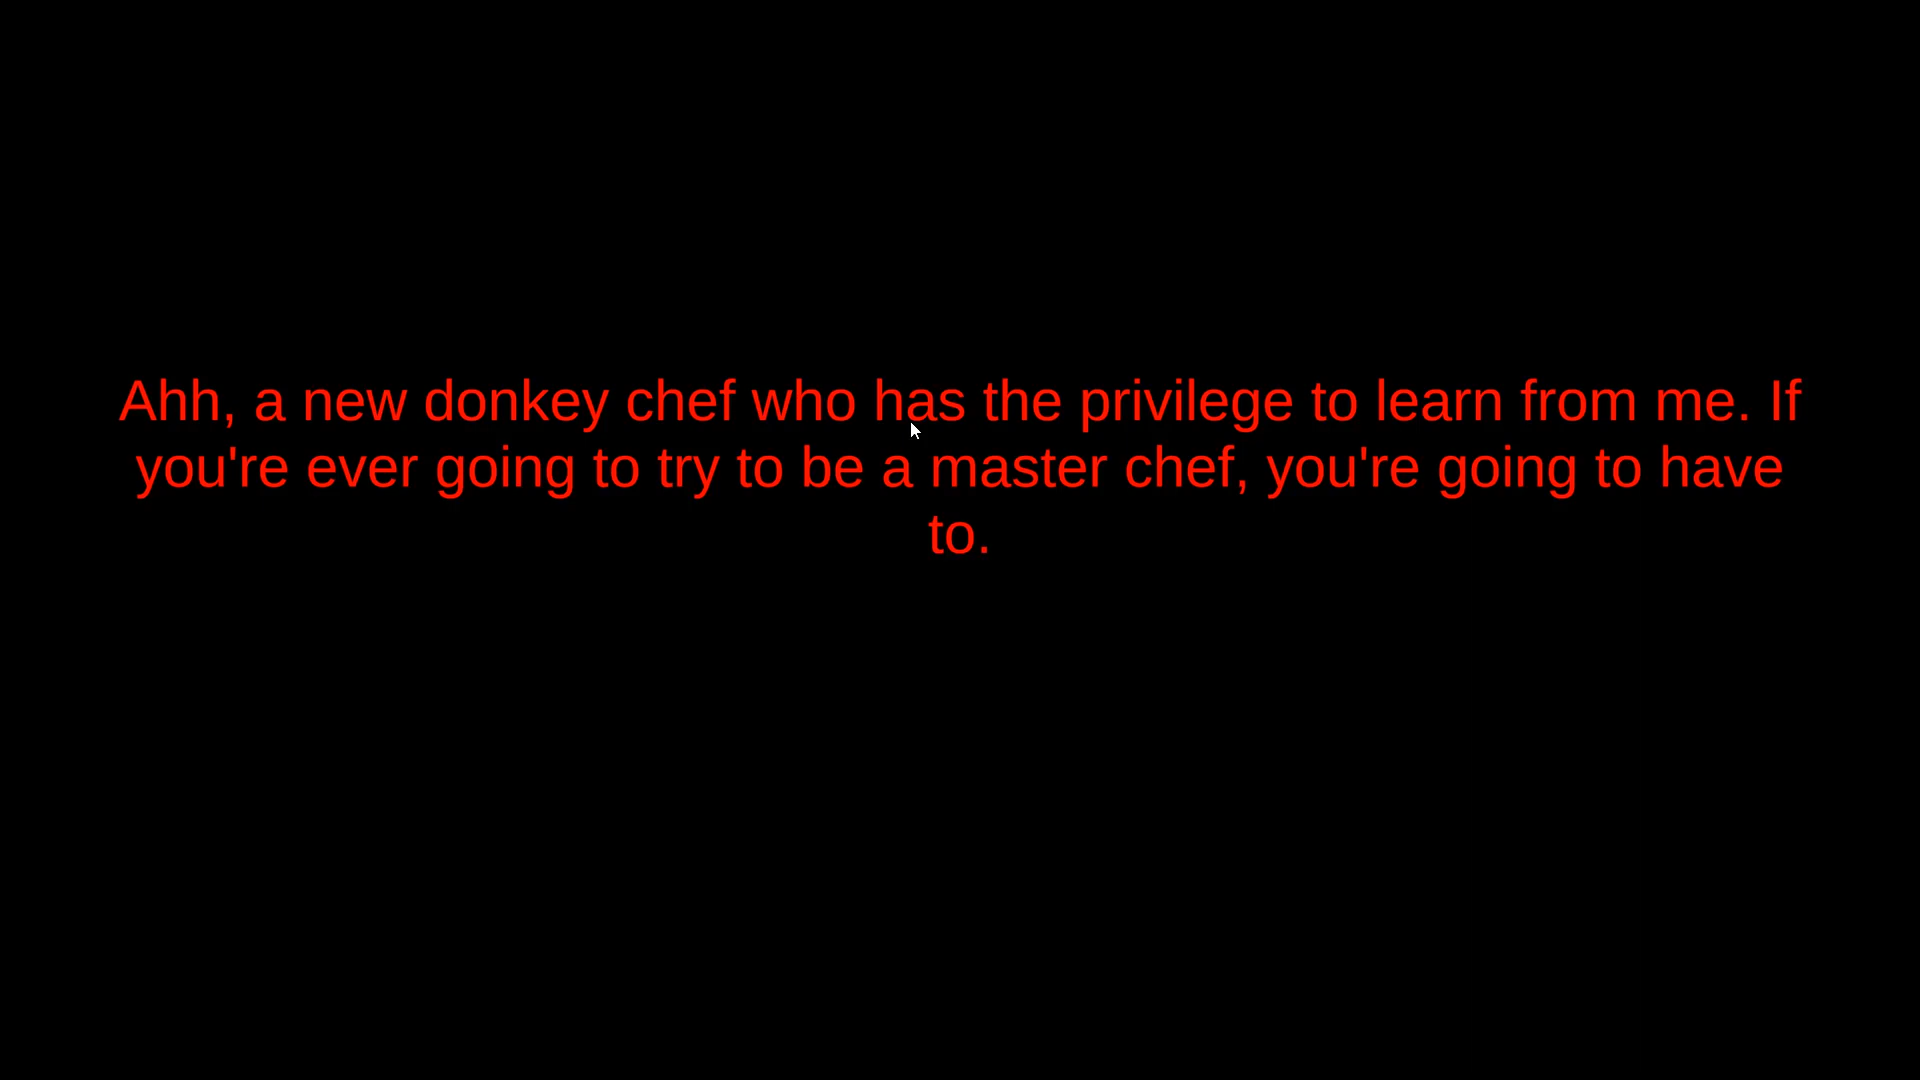 Ahh, a new donkey chef who has the privilege to learn from me. If
you're ever going to try to be a master chef, you're going to have
to.